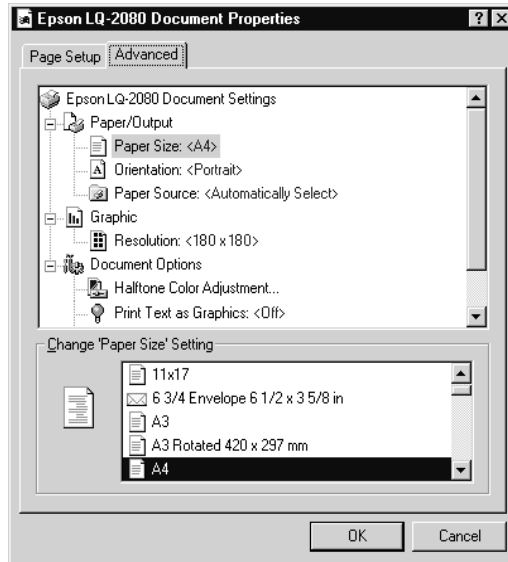 Epson LQ-2080 Document Properties
Page Setup
Advanced
Epson LQ-2080 Document Settings
Paper/Output
Paper Size: <A4>
Orientation: <Portrait>
Paper Source: <Automatically Select>
Graphic
Resolution: <180 x 180>
Document Options
Halftone Color Adjustment...
Print Text as Graphics: <Off>
Change 'Paper Size' Setting
11x17
6 3/4 Envelope 6 1/2 x 3 5/8 in
A3
A3 Rotated 420 x 297 mm
A4
OK
Cancel